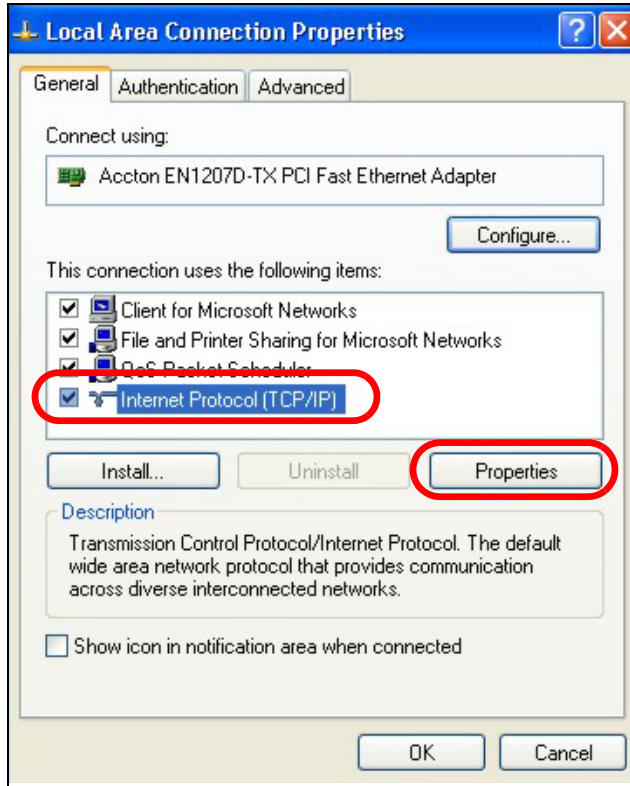 Local Area Connection Properties
General Authentication Advanced
Connect using:
Accton EN1207D-TX PCI Fast Ethernet Adapter
Configure...
This connection uses the following items:
Client for Microsoft Networks
File and Printer Sharing for Microsoft Networks
QoS Packet Scheduler
Internet Protocol (TCP/IP)
Install... Uninstall Properties
Description
Transmission Control Protocol/Internet Protocol. The default
wide area network protocol that provides communication
across diverse interconnected networks.
Show icon in notification area when connected
OK Cancel